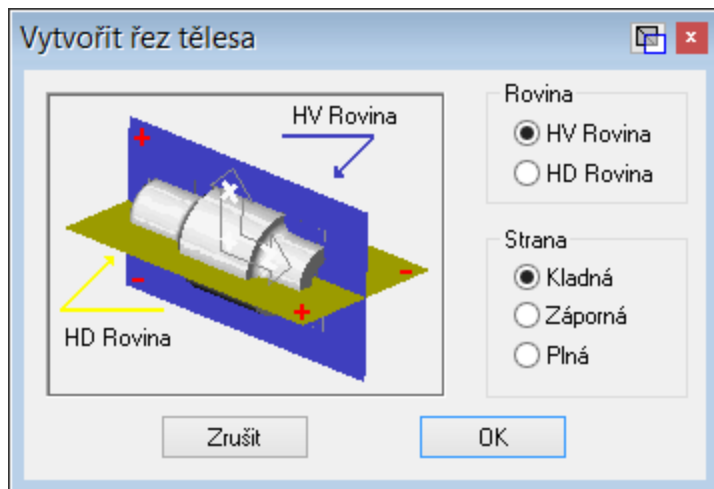 Vytvořit řez tělesa
HV Rovina
+
-
-
+
HD Rovina
Rovina
HV Rovina
HD Rovina
Strana
Kladná
Záporná
Plná
Zrušit
OK